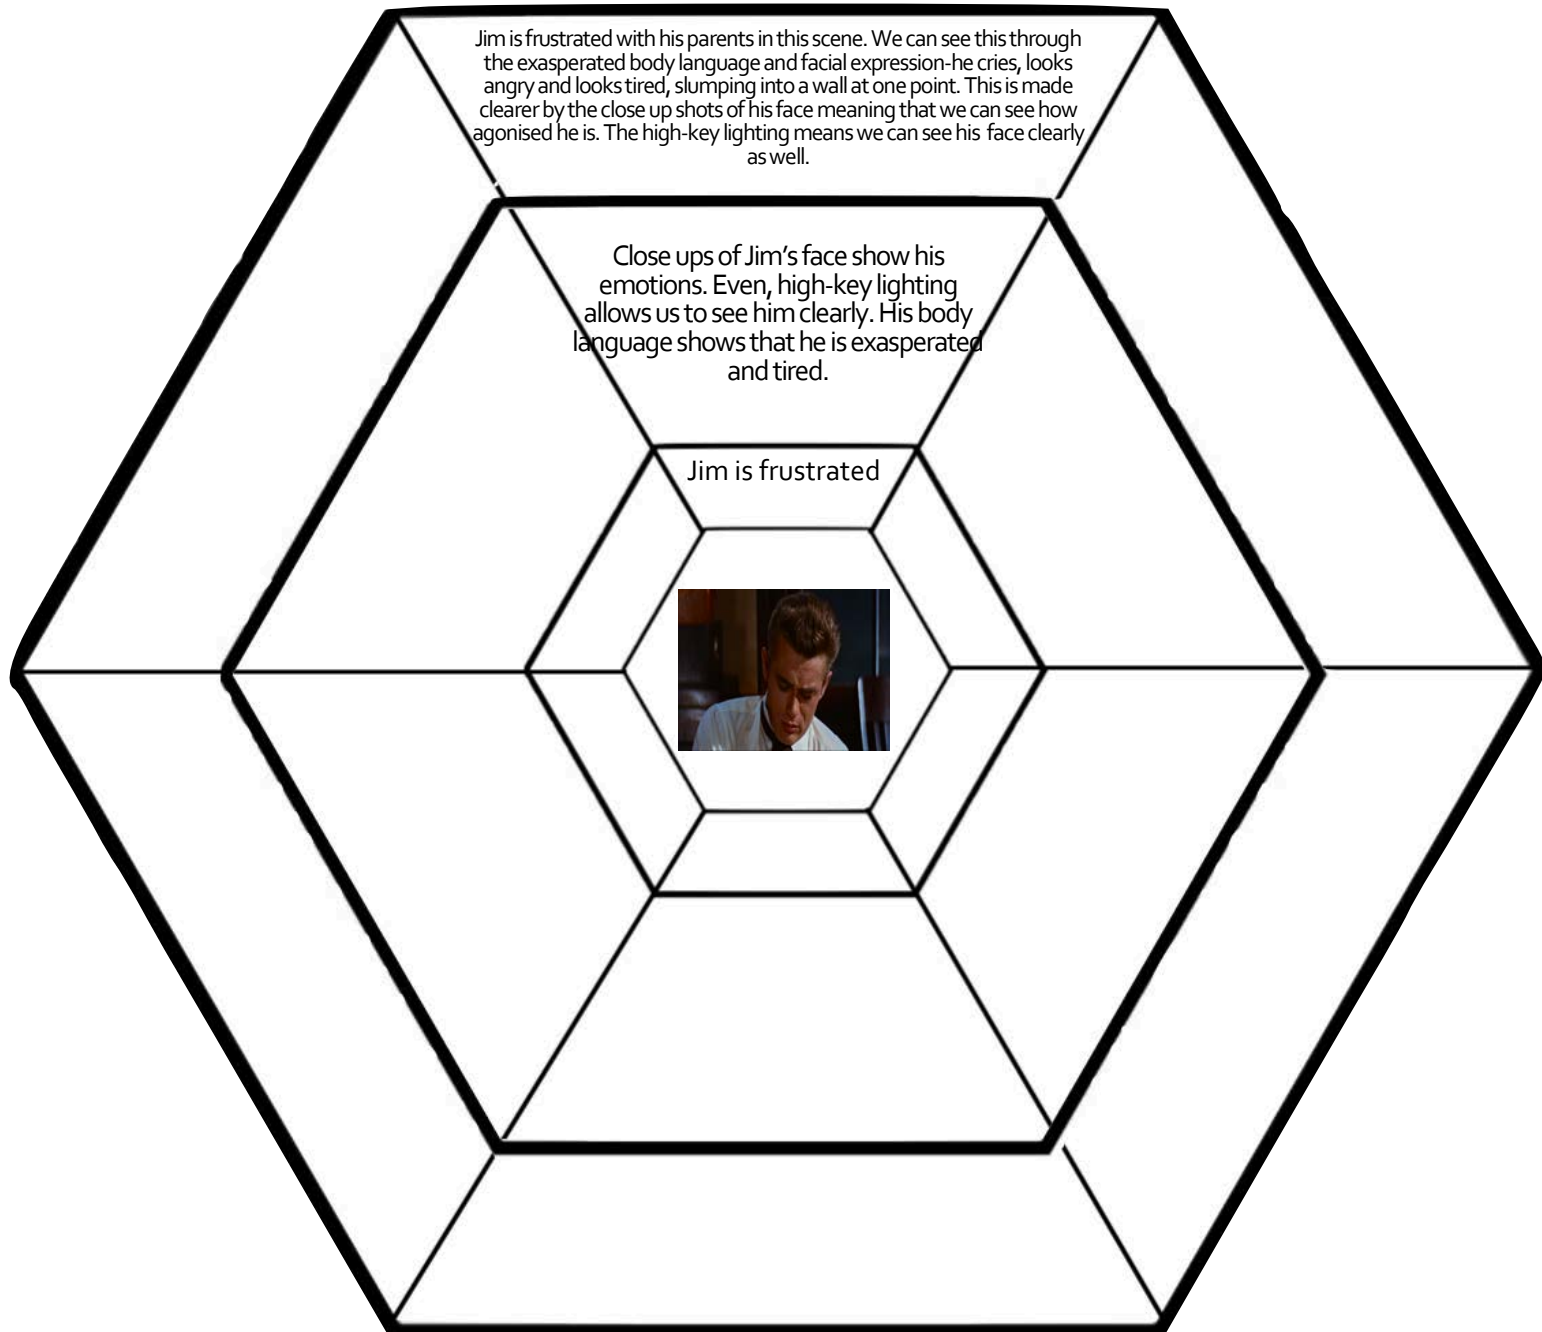 Jim is frustrated with his parents in this scene. We can see this through
the exasperated body language and facial expression-he cries, looks
angry and looks tired, slumping into a wall at one point. This is made
clearer by the close up shots of his face meaning that we can see how
agonised he is. The high-key lighting means we can see his face clearly
as well.
Close ups of Jim’s face show his
emotions. Even, high-key lighting
allows us to see him clearly. His body
language shows that he is exasperated
and tired.
Jim is frustrated